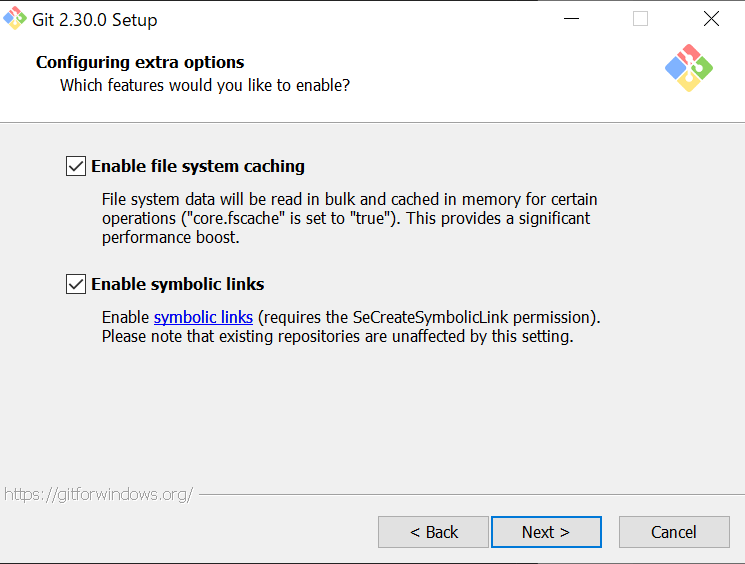 Git 2.30.0 Setup
Configuring extra options
Which features would you like to enable?
Enable file system caching
File system data will be read in bulk and cached in memory for certain
operations ("core.fscache" is set to "true"). This provides a significant
performance boost.
Enable symbolic links
Enable symbolic links (requires the SeCreateSymbolicLink permission).
Please note that existing repositories are unaffected by this setting.
https://gitforwindows.org/
< Back Next > Cancel